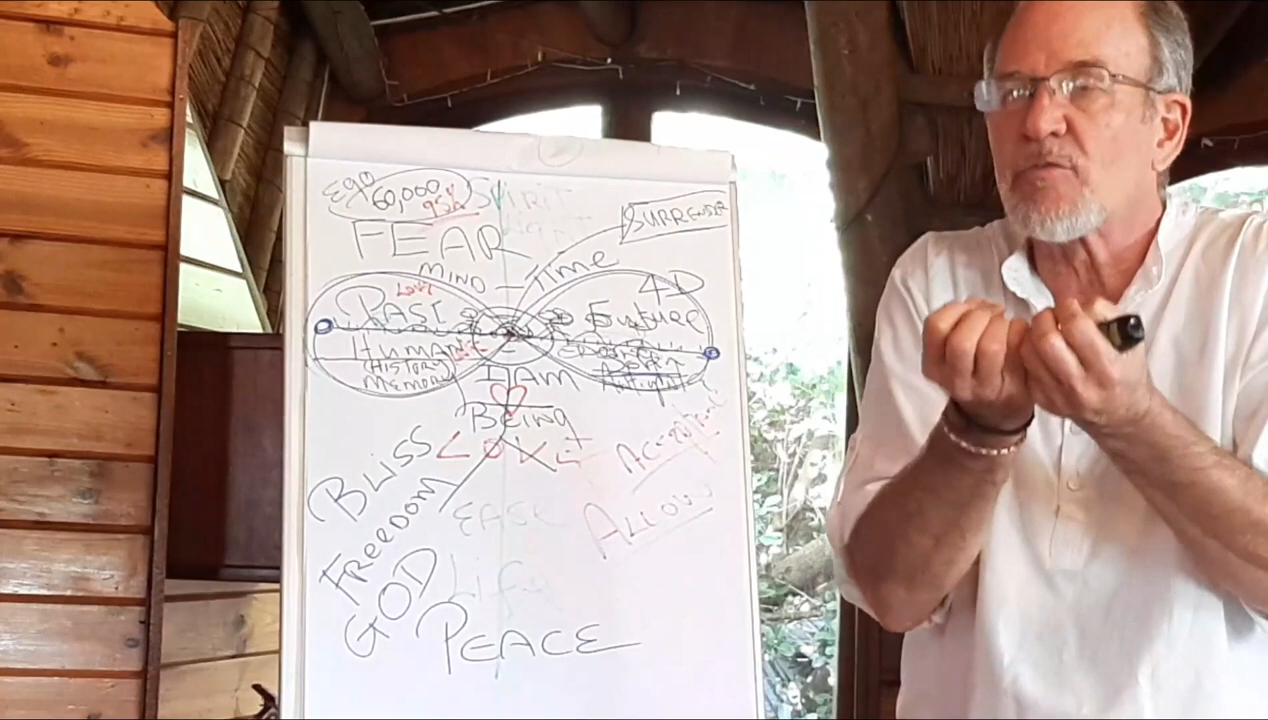 Ego 60,000 95% SPiRiT
FEAR
SURRENDER
MIND – TiMe
4D
PAST Love
Future
Human
(HISTORY)
MEMORY
I AM
Being
BLiSS
LOVE
ACCEPTANCE
FReeDOM
EASE
ALLOW
GOD
Life
PEACE